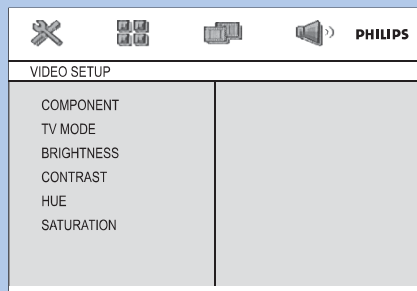 PHILIPS
VIDEO SETUP
COMPONENT
TV MODE
BRIGHTNESS
CONTRAST
HUE
SATURATION